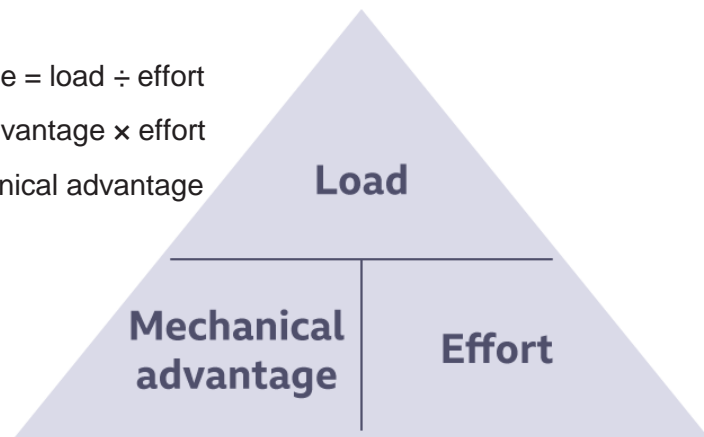 e = load ÷ effort
vantage × effort
nical advantage
Load
Mechanical
advantage
Effort